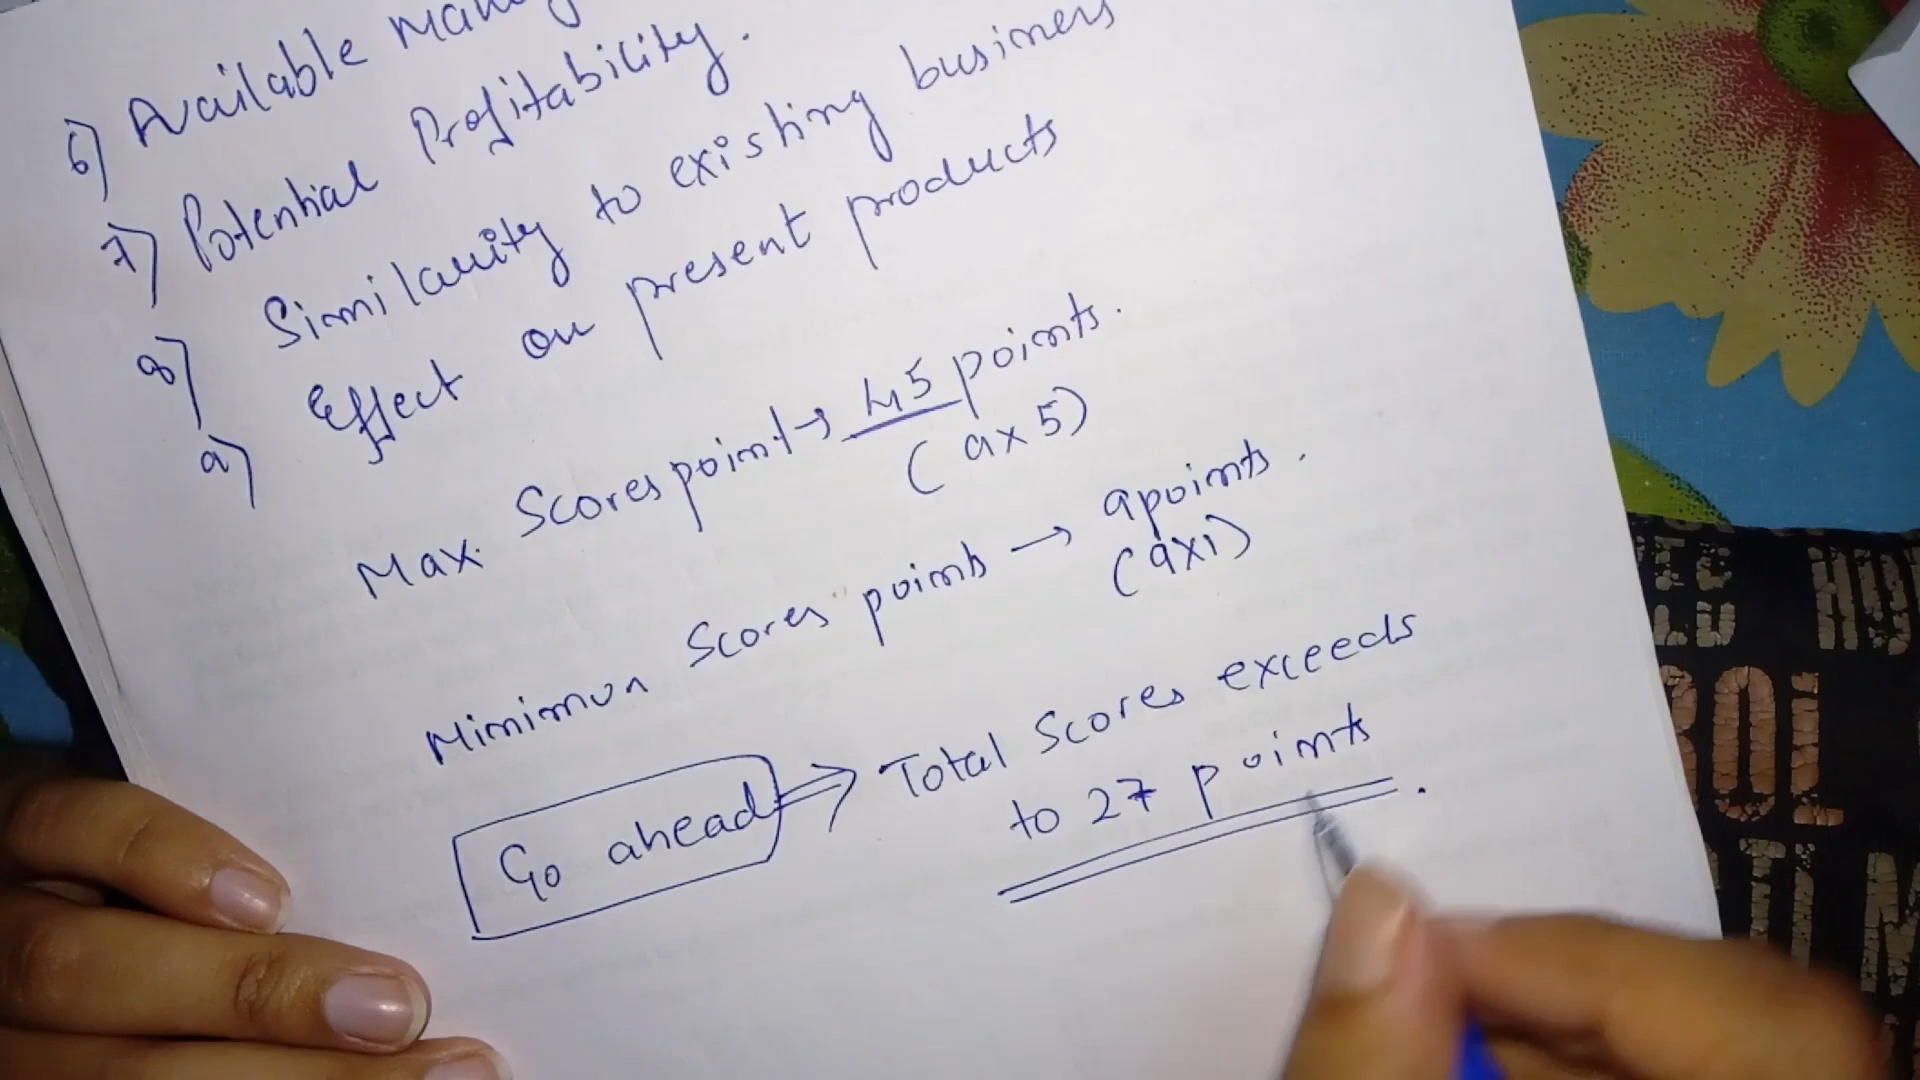 6) Available
7) Potential Profitability.
8) Similarity to existing business
9) Effect on present products
Max. Scores points → 45 points.
(9x5)
Minimum Scores points → 9 points.
(9x1)
Go ahead ⇒ Total Scores exceeds
to 27 points.